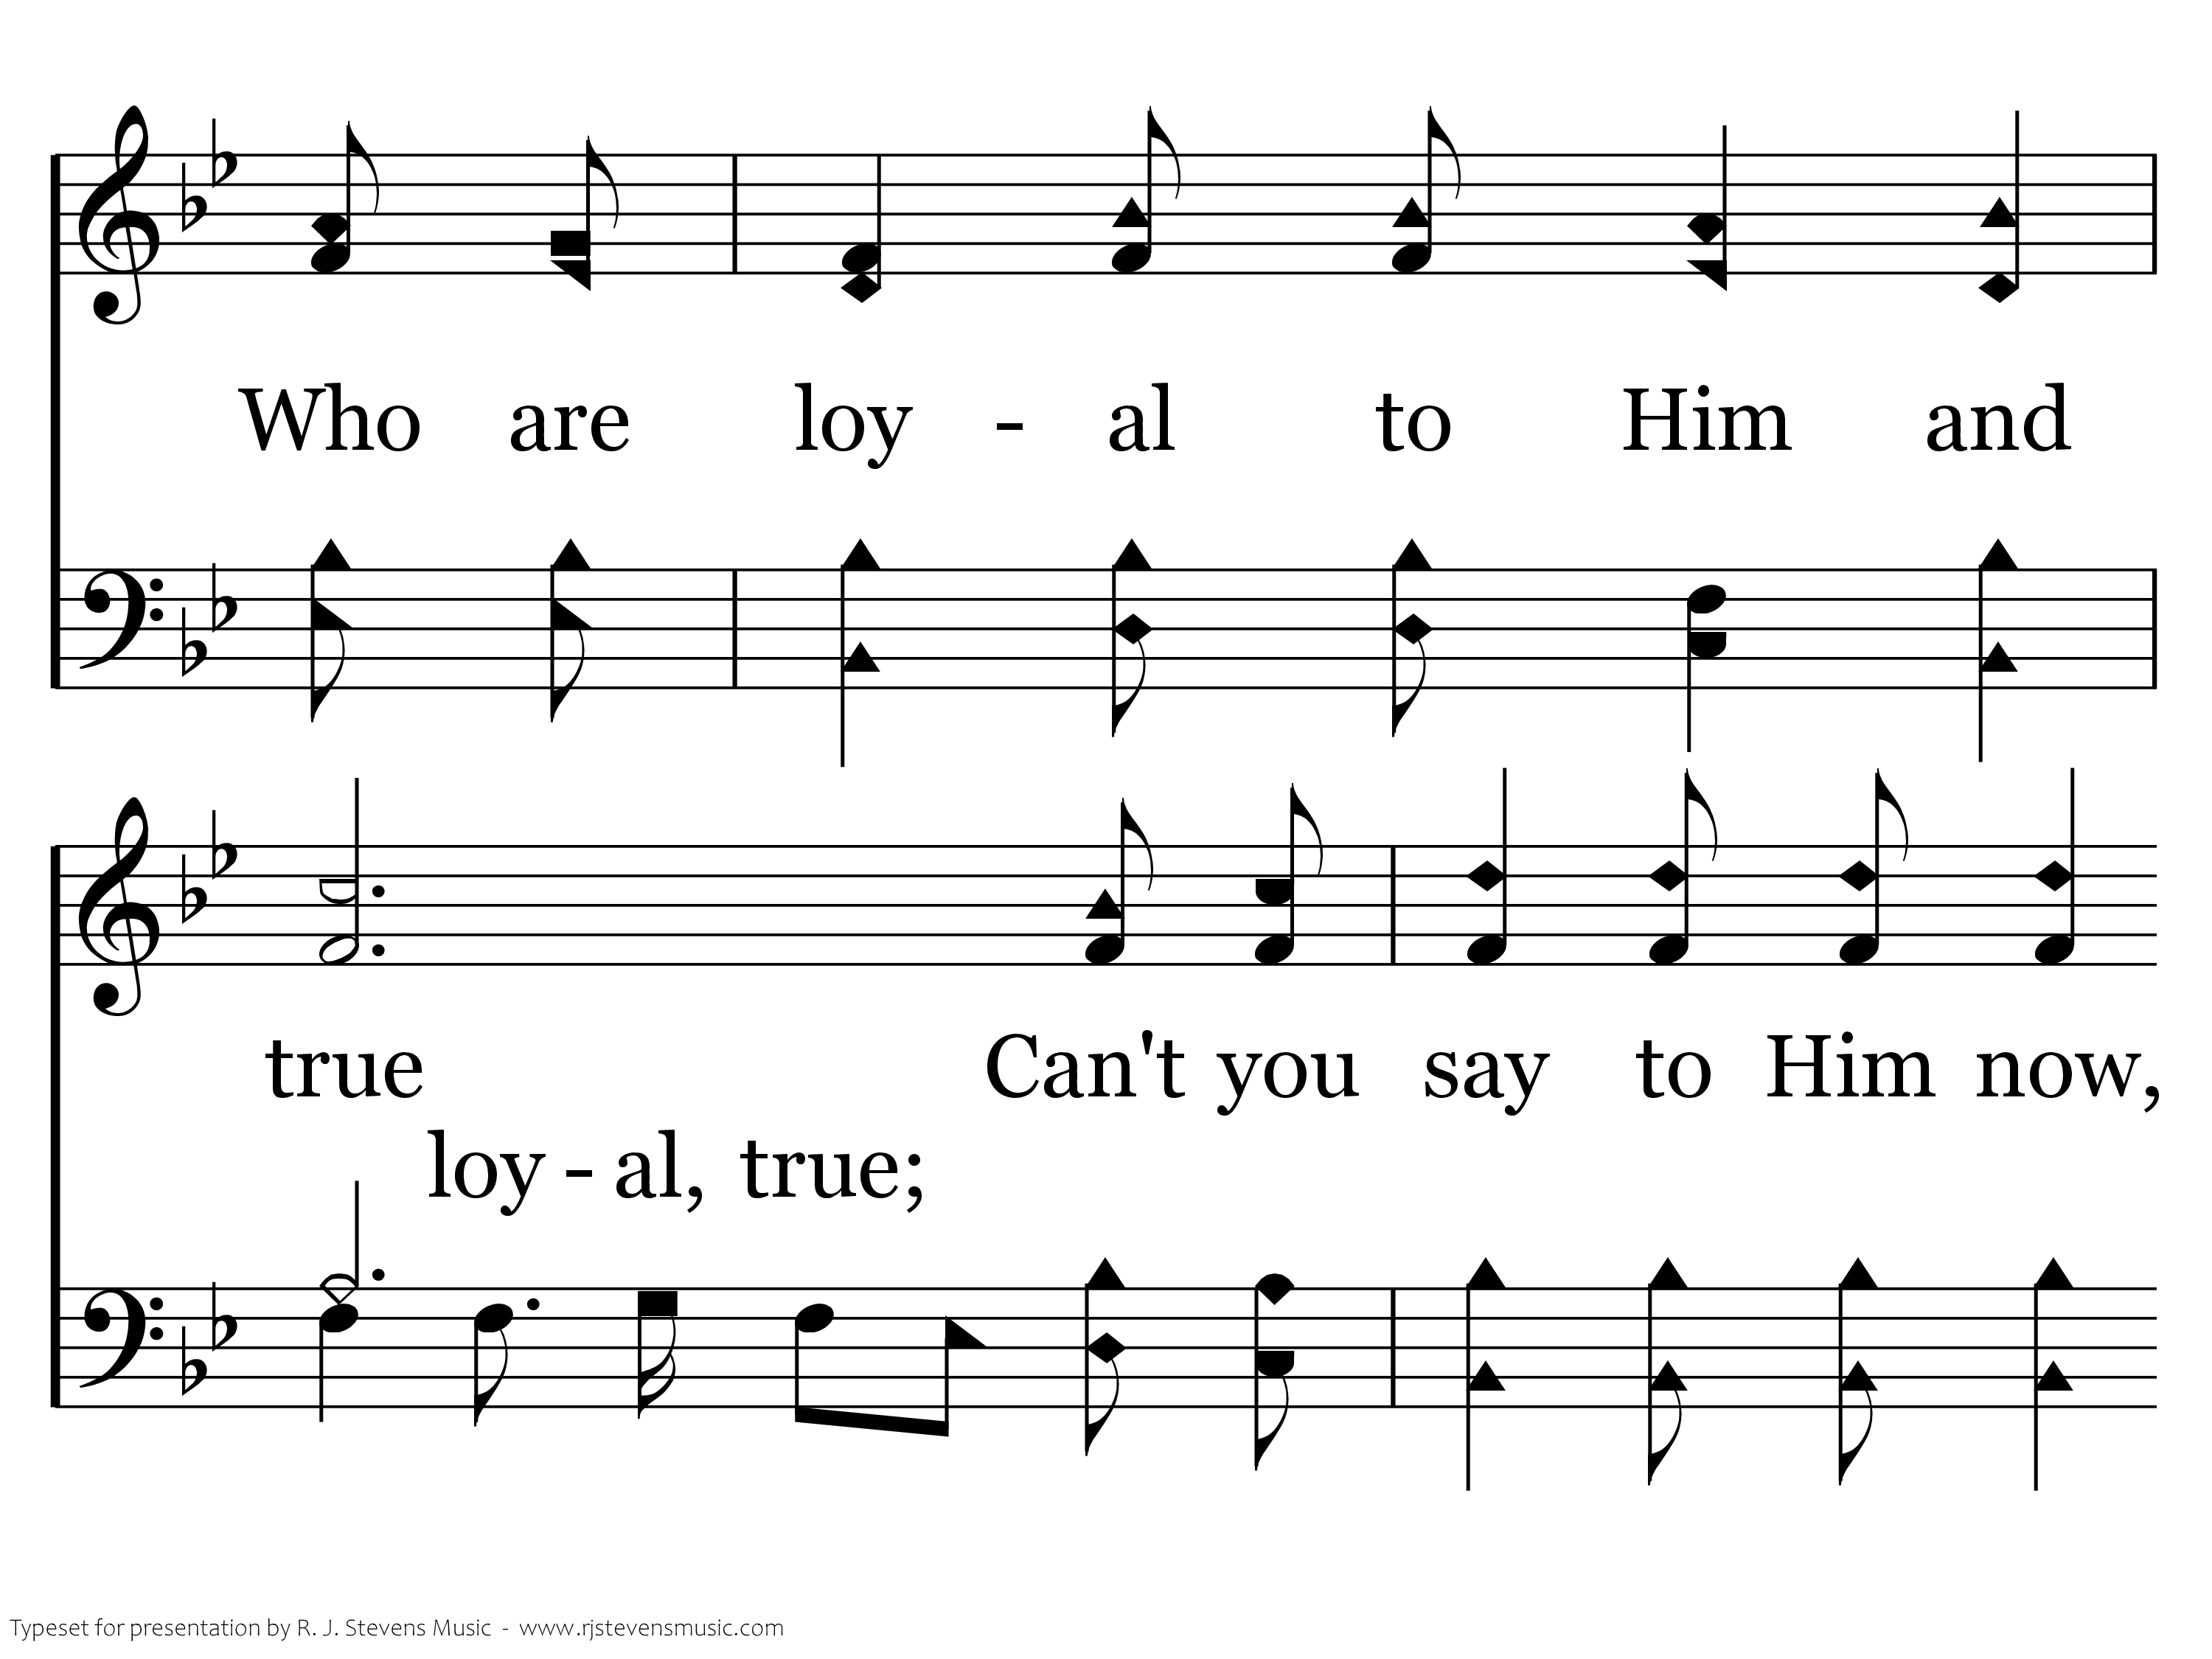 Who are loy - al to Him and
true Can't you say to Him now,
loy - al, true;
Typeset for presentation by R. J. Stevens Music - www.rjstevensmusic.com